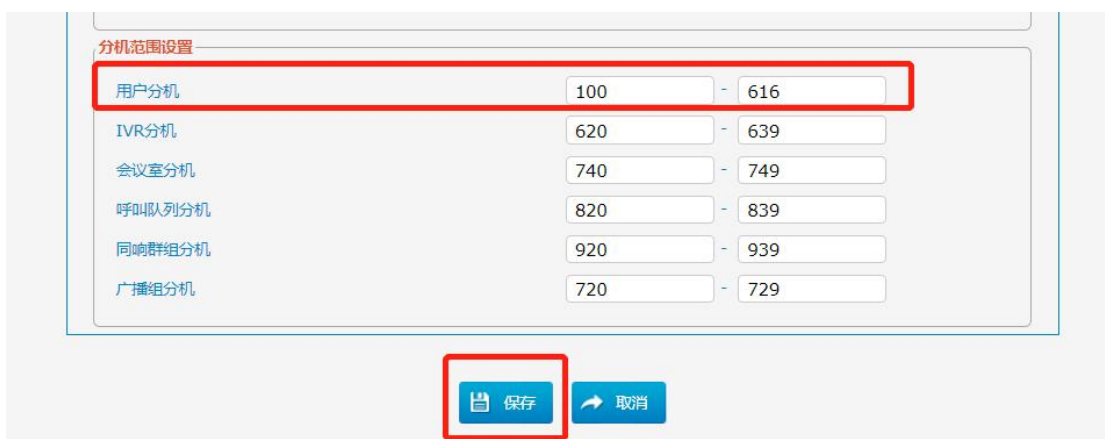 分机范围设置
用户分机 100 - 616
IVR分机 620 - 639
会议室分机 740 - 749
呼叫队列分机 820 - 839
同响群组分机 920 - 939
广播组分机 720 - 729
保存 取消